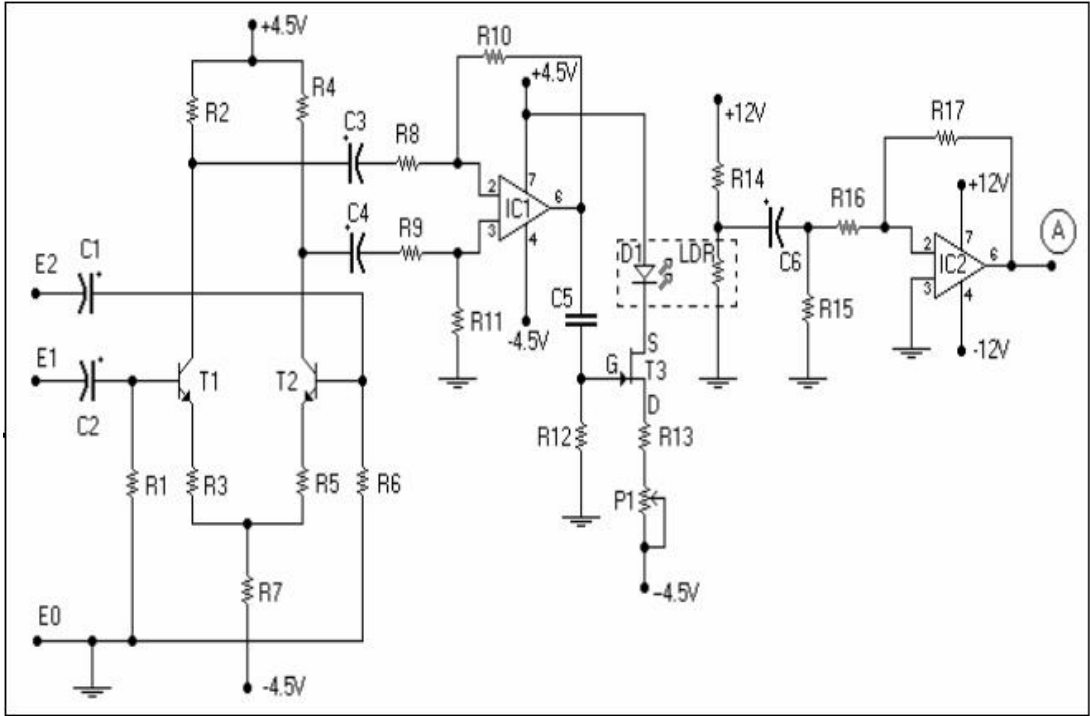 +4.5V
R10
R4
+4.5V
R2
C3
R8
+12V
R17
R14
7
2
6
IC1
C4
R9
3
4
R16
+12V
7
2
6
A
E2
C1
D1
LDR
C6
IC2
3
4
C5
R11
-4.5V
R15
-12V
E1
T1
T2
G
S
T3
C2
D
R12
R13
R1
R3
R5
R6
P1
R7
-4.5V
E0
-4.5V